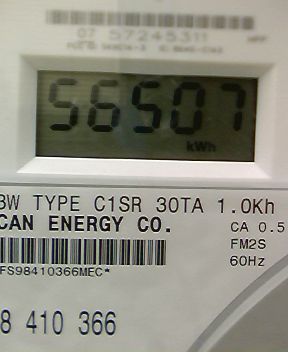 07 57245311
56507
kWh
3W TYPE C1SR 30TA 1.0Kh
CAN ENERGY CO.
CA 0.5
FM2S
60Hz
FS98410366MEC*
8 410 366